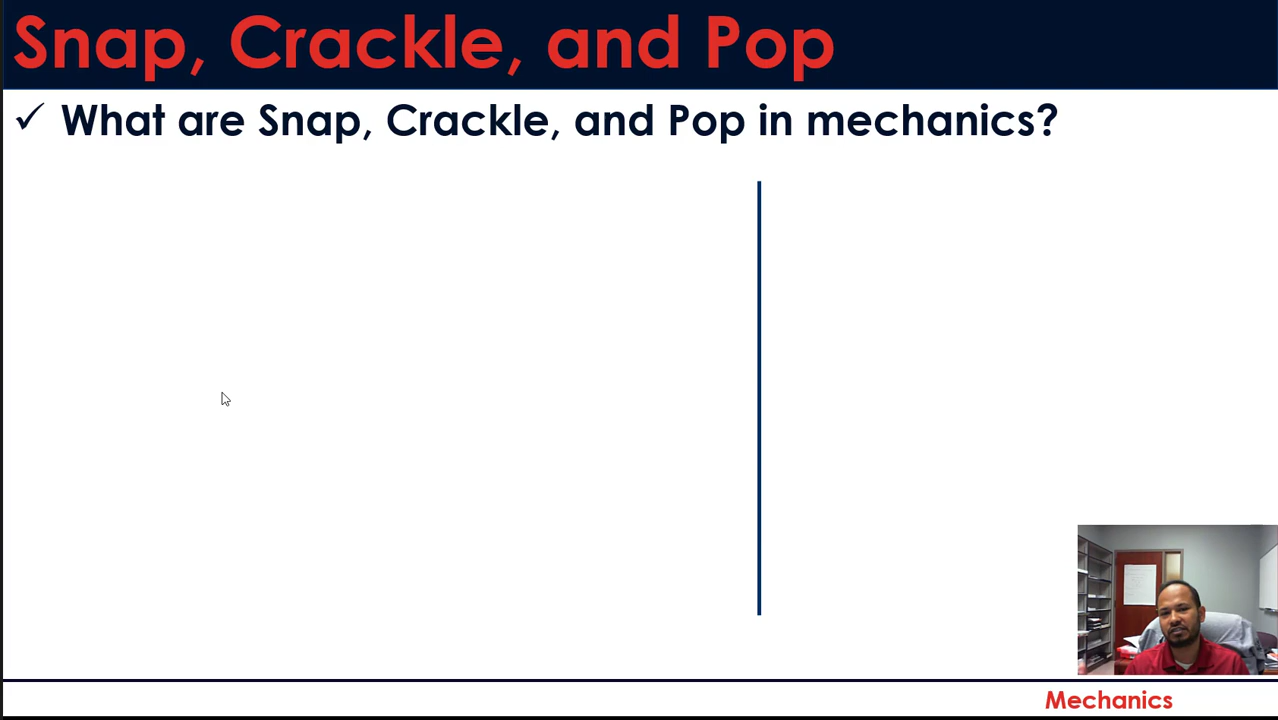 Snap, Crackle, and Pop
✓ What are Snap, Crackle, and Pop in mechanics?
Mechanics